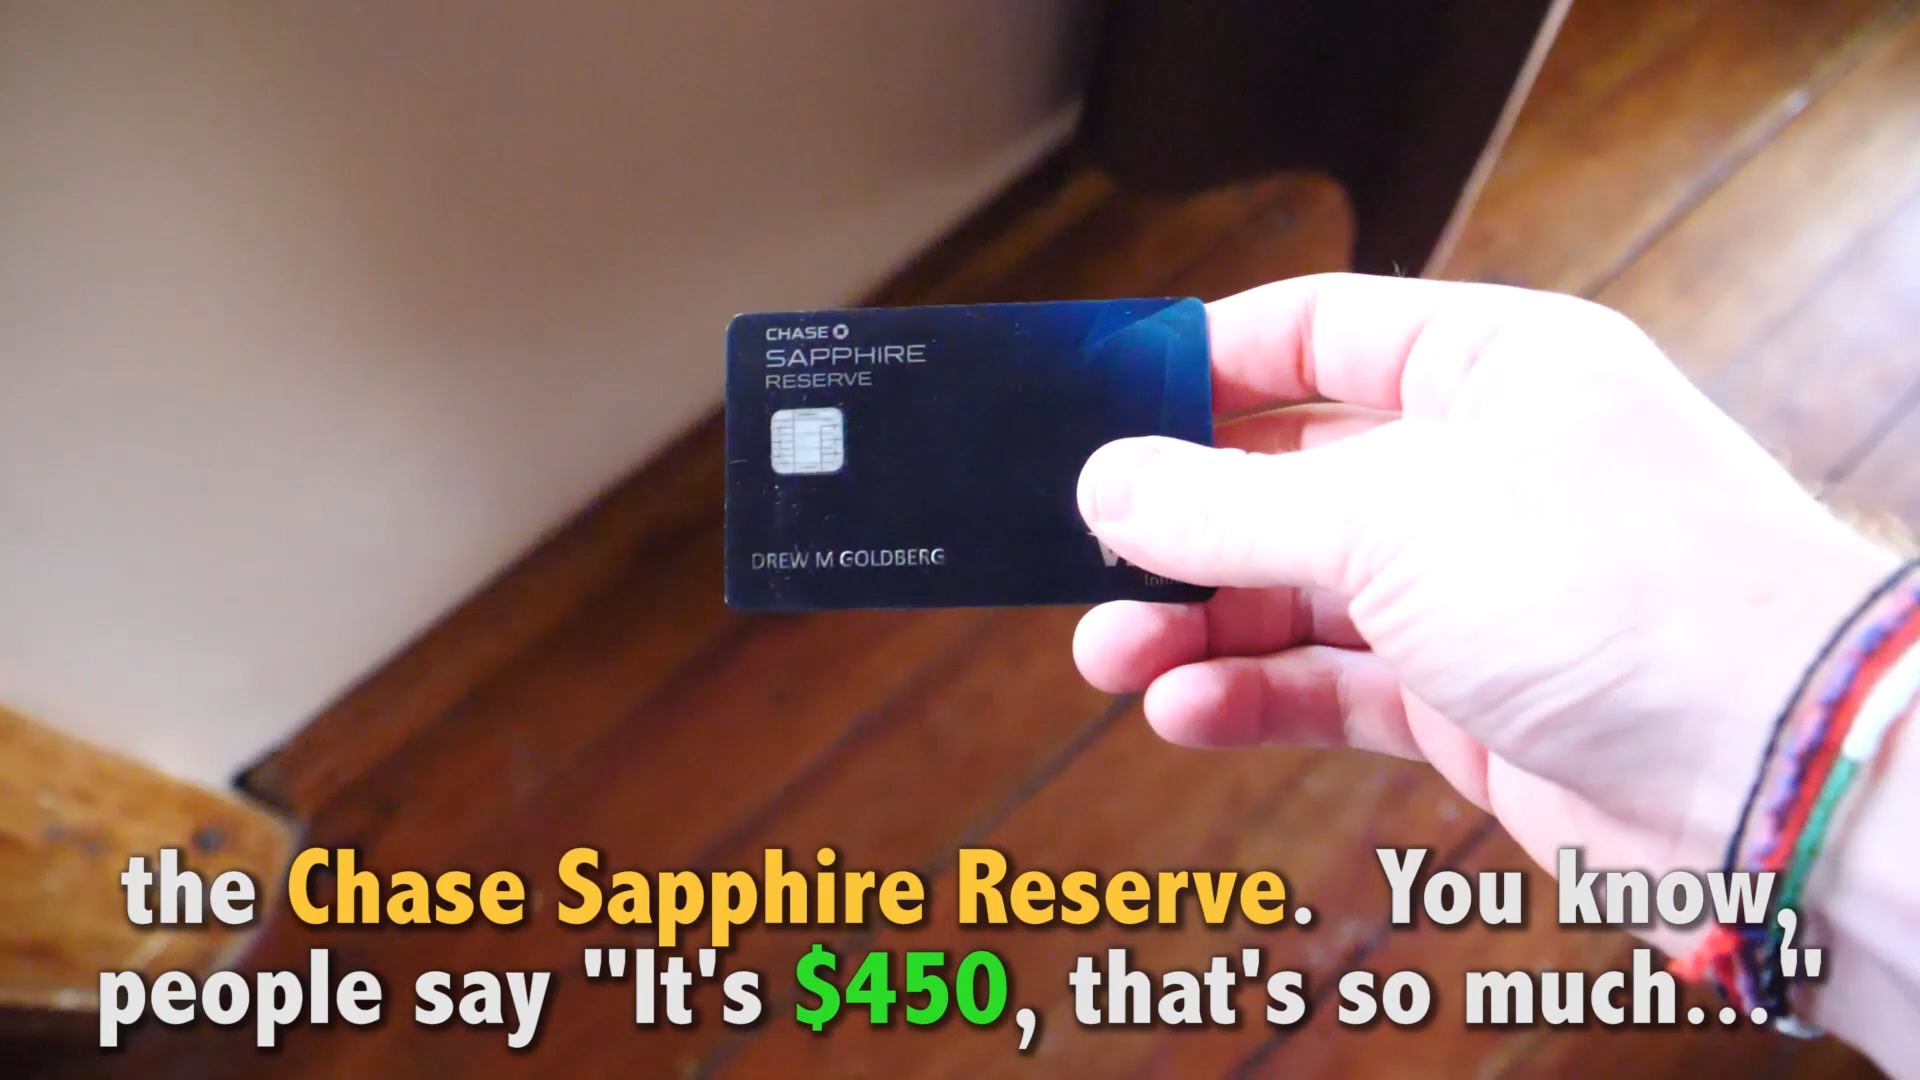 CHASE
SAPPHIRE
RESERVE
DREW M GOLDBERG
the Chase Sapphire Reserve. You know,
people say "It's $450, that's so much..."